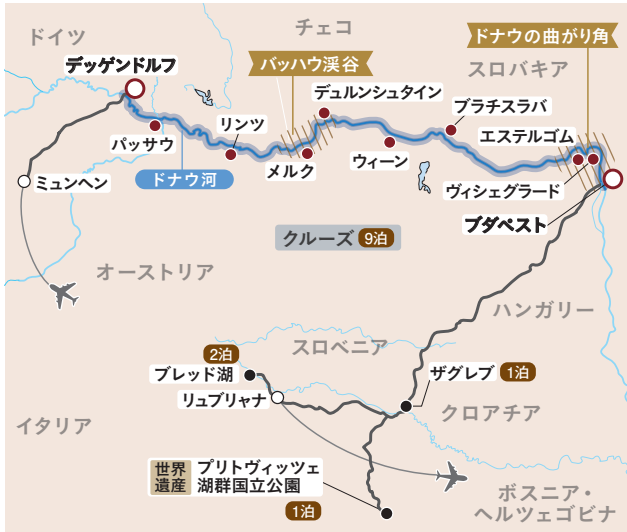 チェコ
ドイツ
ドナウの曲がり角
デッゲンドルフ
バッハウ渓谷
スロバキア
デュルンシュタイン
ブラチスラバ
リンツ
エステルゴム
パッサウ
メルク
ウィーン
ドナウ河
ヴィシェグラード
ミュンヘン
ブダペスト
クルーズ 9泊
オーストリア
ハンガリー
スロベニア
2泊
ブレッド湖
ザグレブ 1泊
リュブリャナ
クロアチア
イタリア
世界
遺産
プリトヴィッツェ
湖群国立公園
1泊
ボスニア・
ヘルツェゴビナ